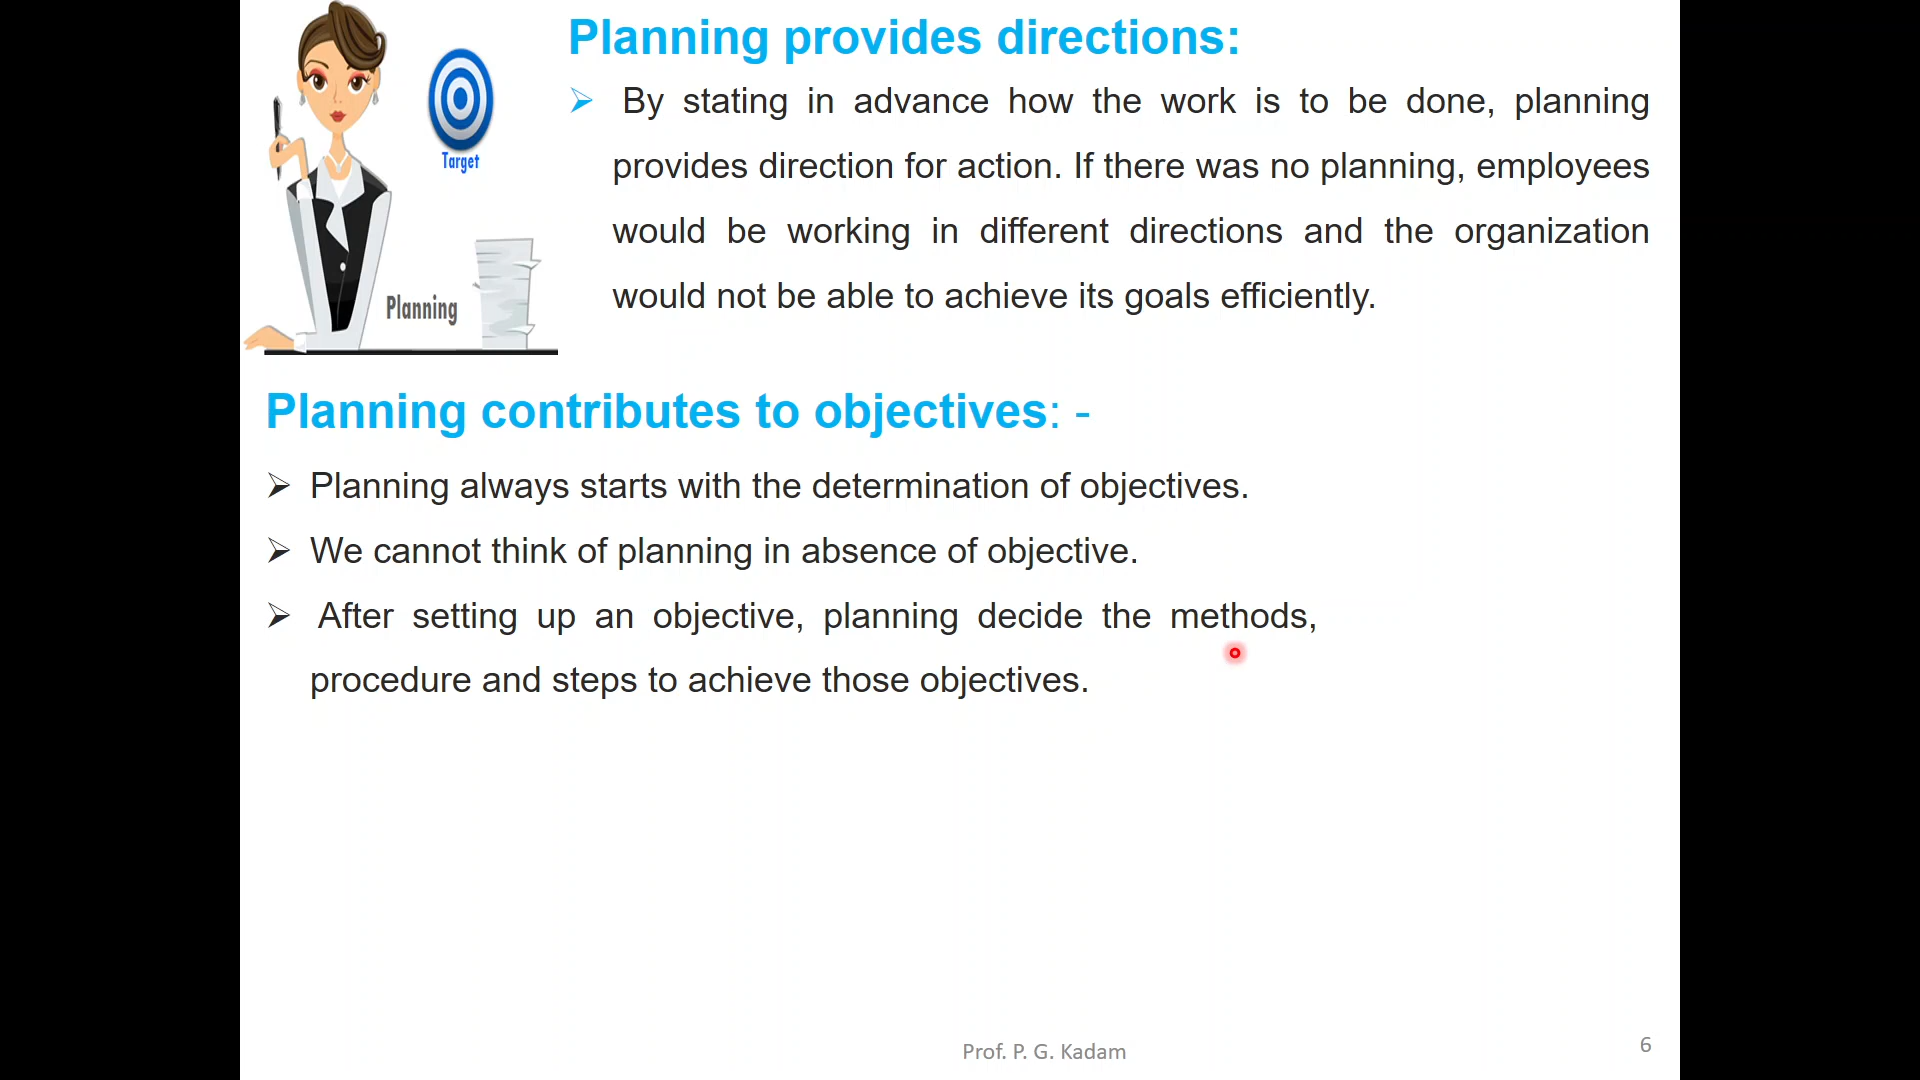 Planning provides directions:
Target
➢ By stating in advance how the work is to be done, planning
provides direction for action. If there was no planning, employees
would be working in different directions and the organization
would not be able to achieve its goals efficiently.
Planning
Planning contributes to objectives: -
➢ Planning always starts with the determination of objectives.
➢ We cannot think of planning in absence of objective.
➢ After setting up an objective, planning decide the methods,
procedure and steps to achieve those objectives.
Prof. P. G. Kadam
6